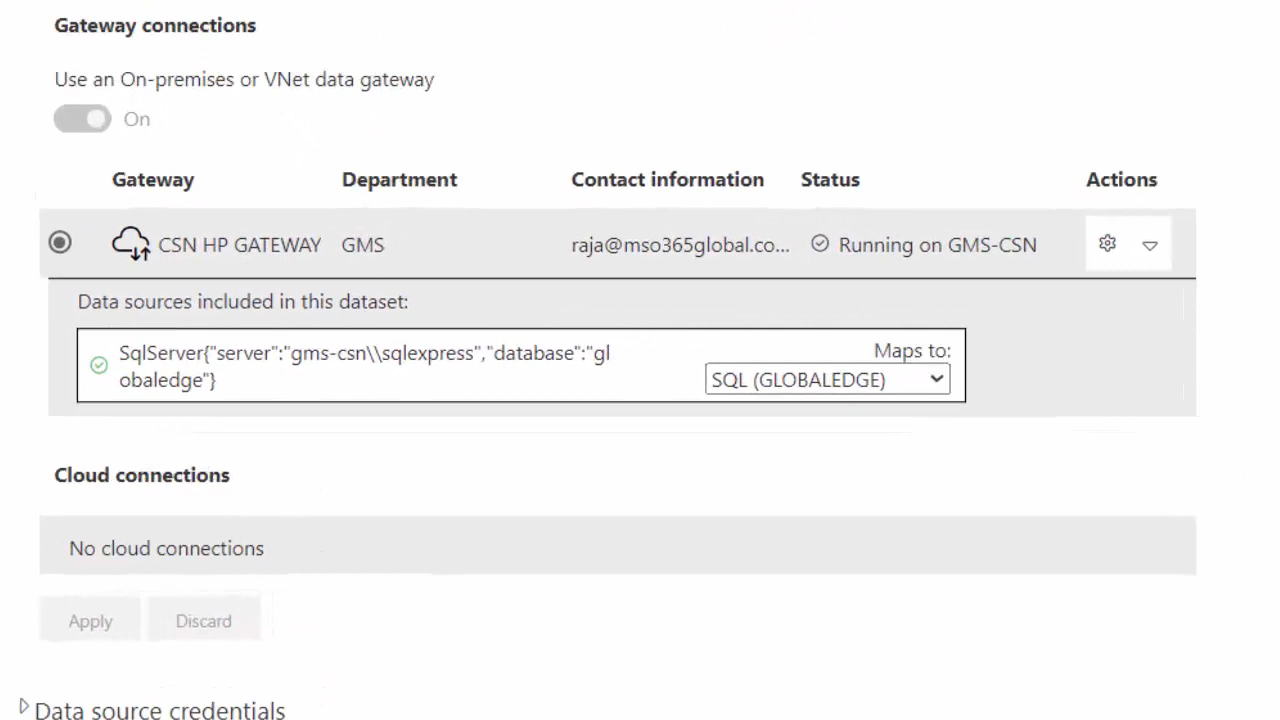 Gateway connections
Use an On-premises or VNet data gateway
On
Gateway Department Contact information Status Actions
CSN HP GATEWAY GMS raja@mso365global.co... Running on GMS-CSN
Data sources included in this dataset:
SqlServer{"server":"gms-csn\\sqlexpress","database":"gl
obaledge"}
Maps to:
SQL (GLOBALEDGE)
Cloud connections
No cloud connections
Apply Discard
Data source credentials